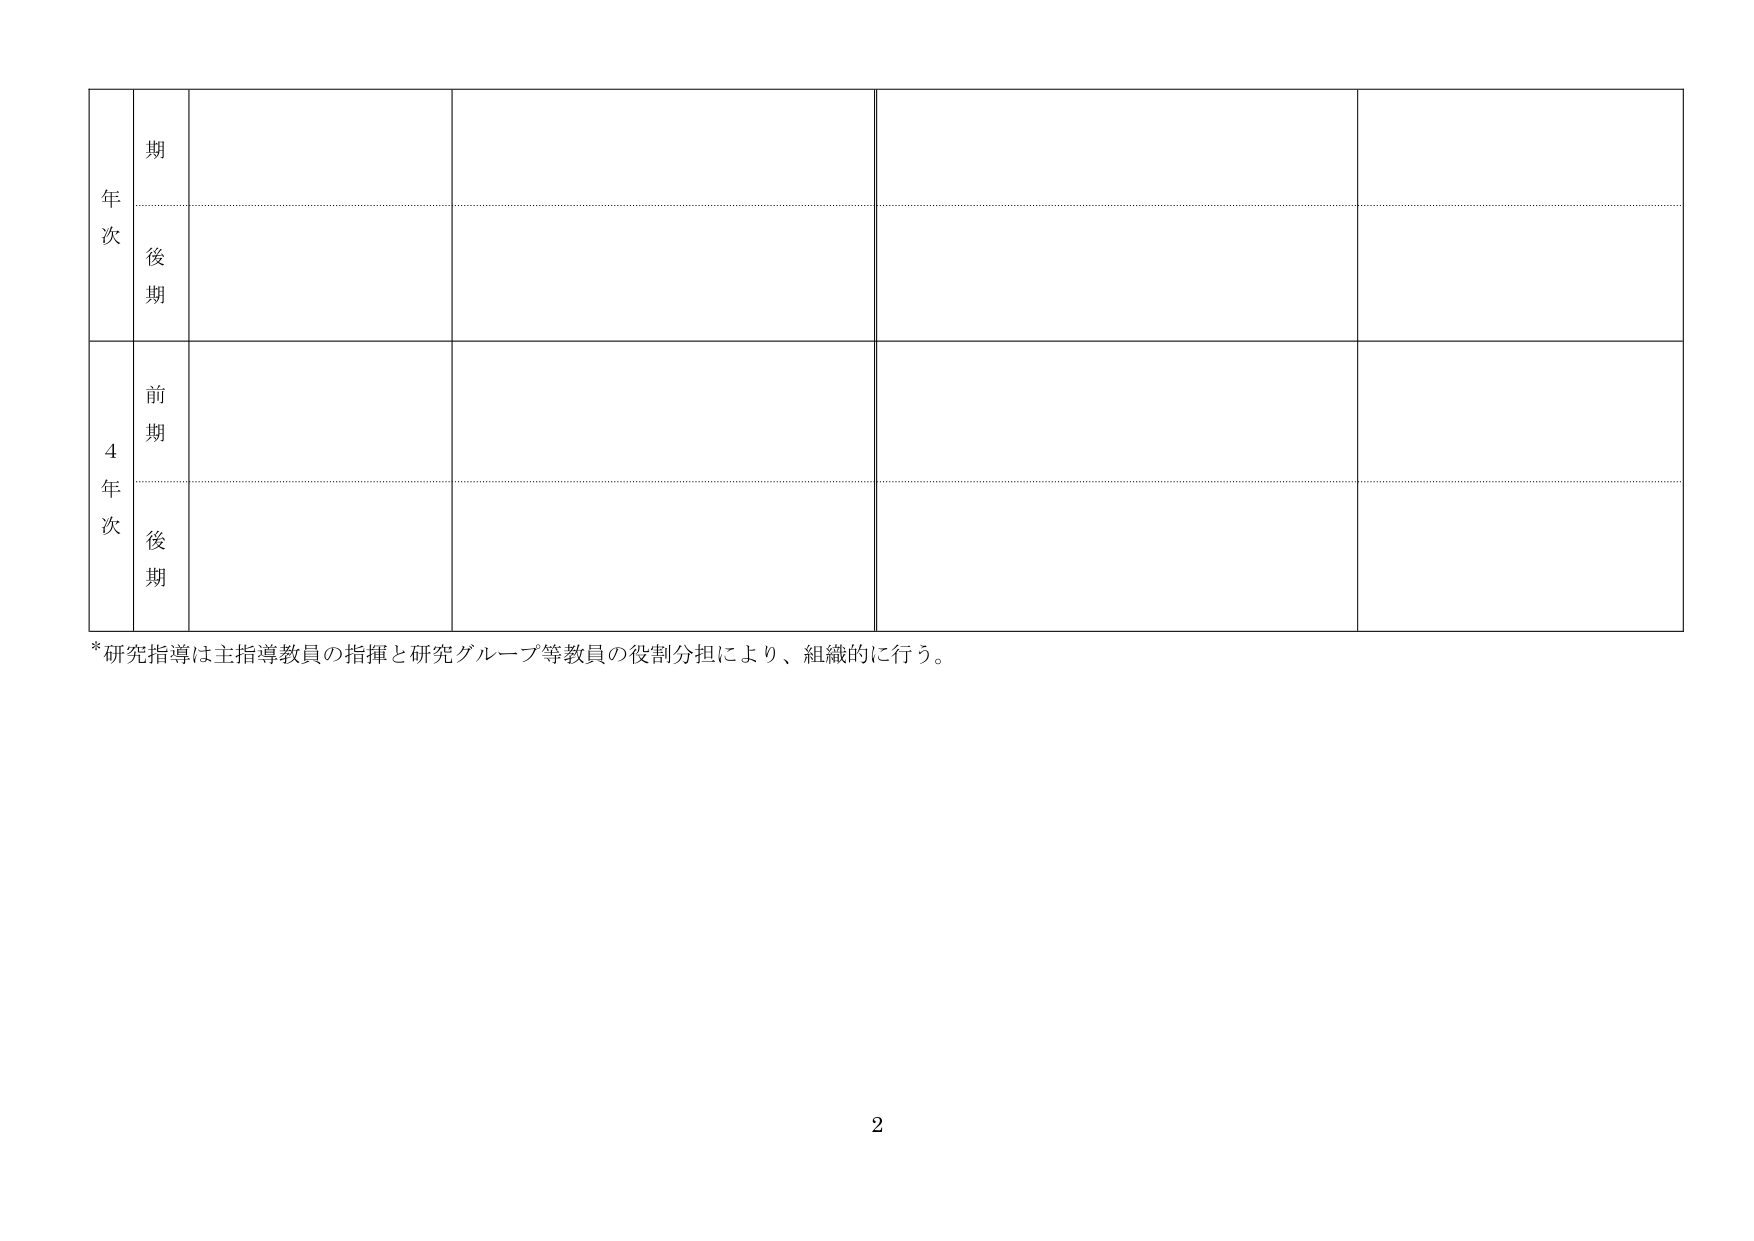 年次
期
後期
4年次
前期
後期
*研究指導は主指導教員の指揮と研究グループ等教員の役割分担により、組織的に行う。
2